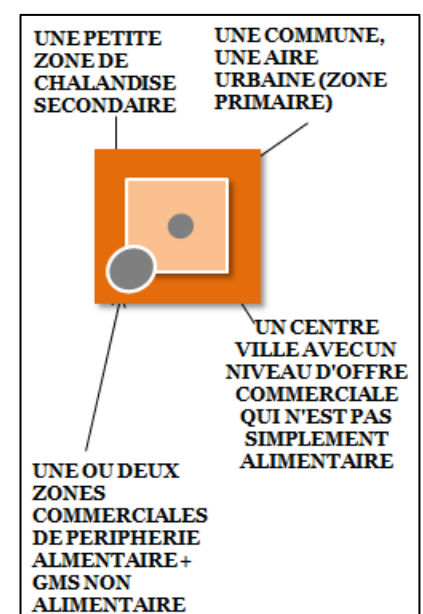 UNE PETITE
ZONE DE
CHALANDISE
SECONDAIRE
UNE COMMUNE,
UNE AIRE
URBAINE (ZONE
PRIMAIRE)
UN CENTRE
VILLE AVEC UN
NIVEAU D'OFFRE
COMMERCIALE
QUI N'EST PAS
SIMPLEMENT
ALIMENTAIRE
UNE OU DEUX
ZONES
COMMERCIALES
DE PERIPHERIE
ALMENTAIRE +
GMS NON
ALIMENTAIRE